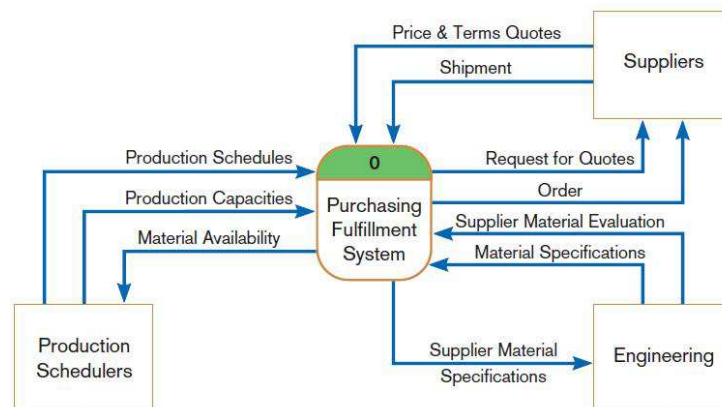 Price & Terms Quotes
Shipment
Suppliers
Production Schedules
0
Request for Quotes
Production Capacities
Order
Purchasing
Fulfillment
System
Supplier Material Evaluation
Material Availability
Material Specifications
Production
Schedulers
Supplier Material
Specifications
Engineering